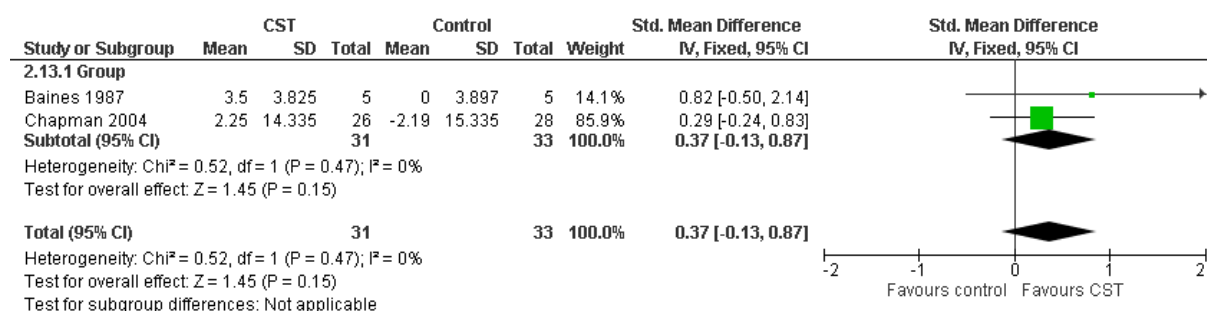 CST Control Std. Mean Difference Std. Mean Difference
Study or Subgroup Mean SD Total Mean SD Total Weight IV, Fixed, 95% CI IV, Fixed, 95% CI
2.13.1 Group
Baines 1987 3.5 3.825 5 0 3.897 5 14.1% 0.82 [-0.50, 2.14]
Chapman 2004 2.25 14.335 26 -2.19 15.335 28 85.9% 0.29 [-0.24, 0.83]
Subtotal (95% CI) 31 33 100.0% 0.37 [-0.13, 0.87]
Heterogeneity: Chi² = 0.52, df = 1 (P = 0.47); I² = 0%
Test for overall effect: Z = 1.45 (P = 0.15)
Total (95% CI) 31 33 100.0% 0.37 [-0.13, 0.87]
Heterogeneity: Chi² = 0.52, df = 1 (P = 0.47); I² = 0%
Test for overall effect: Z = 1.45 (P = 0.15)
Test for subgroup differences: Not applicable
-2 -1 0 1 2
Favours control Favours CST